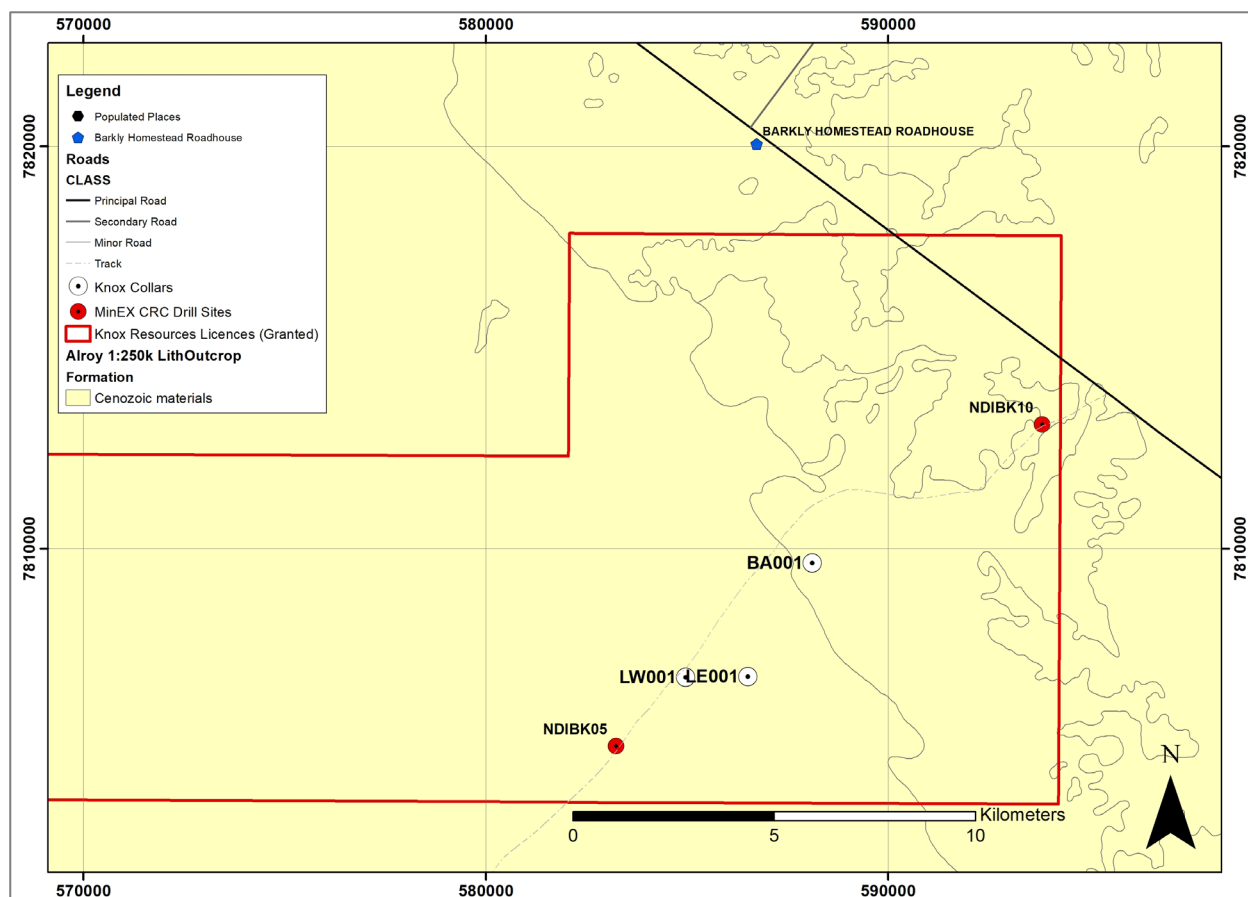 570000
580000
590000
7820000
7820000
Legend
Populated Places
Barkly Homestead Roadhouse
Roads
CLASS
Principal Road
Secondary Road
Minor Road
Track
Knox Collars
MinEX CRC Drill Sites
Knox Resources Licences (Granted)
Alroy 1:250k LithOutcrop
Formation
Cenozoic materials
BARKLY HOMESTEAD ROADHOUSE
NDIBK10
7810000
7810000
BA001
LW001
LE001
NDIBK05
N
Kilometers
0
5
10
570000
580000
590000